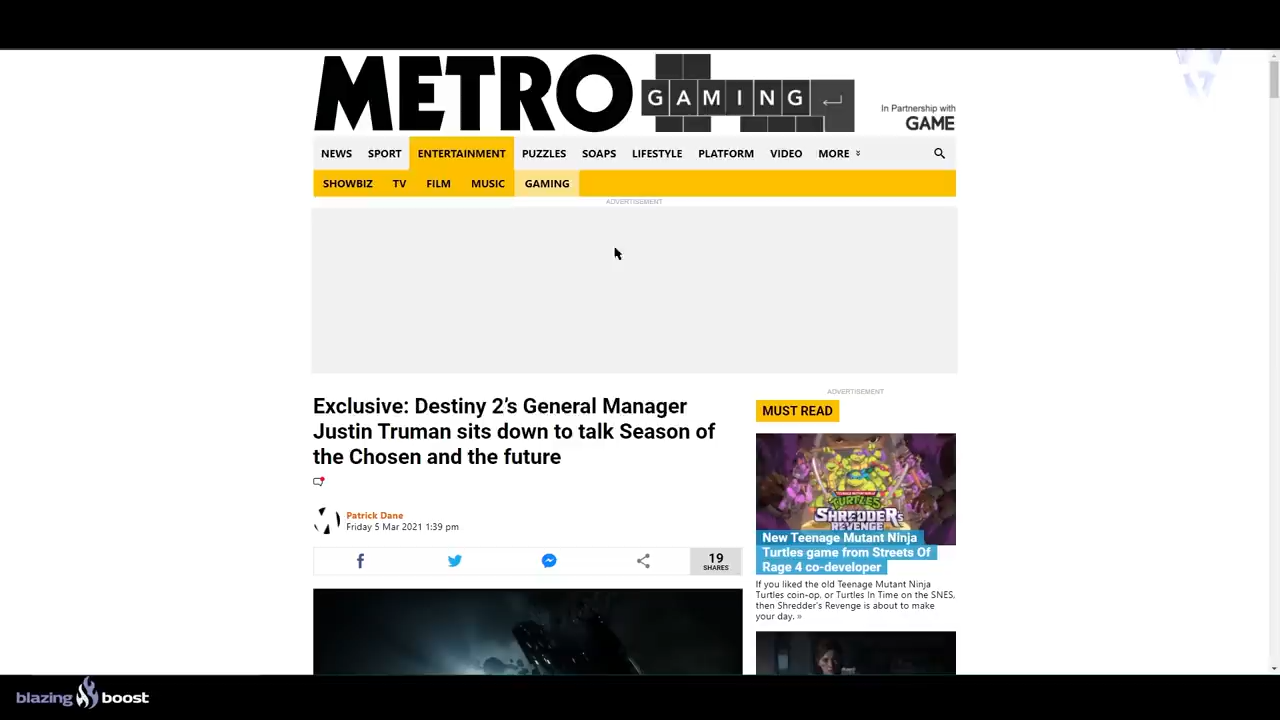 METRO
GAMING
In Partnership with
GAME
NEWS SPORT ENTERTAINMENT PUZZLES SOAPS LIFESTYLE PLATFORM VIDEO MORE
SHOWBIZ TV FILM MUSIC GAMING
ADVERTISEMENT
Exclusive: Destiny 2’s General Manager
Justin Truman sits down to talk Season of
the Chosen and the future
Patrick Dane
Friday 5 Mar 2021 1:39 pm
19
SHARES
ADVERTISEMENT
MUST READ
TEENAGE MUTANT NINJA
TURTLES
SHREDDER'S
REVENGE
New Teenage Mutant Ninja
Turtles game from Streets Of
Rage 4 co-developer
If you liked the old Teenage Mutant Ninja
Turtles coin-op, or Turtles In Time on the SNES,
then Shredder’s Revenge is about to make
your day. »
blazing boost